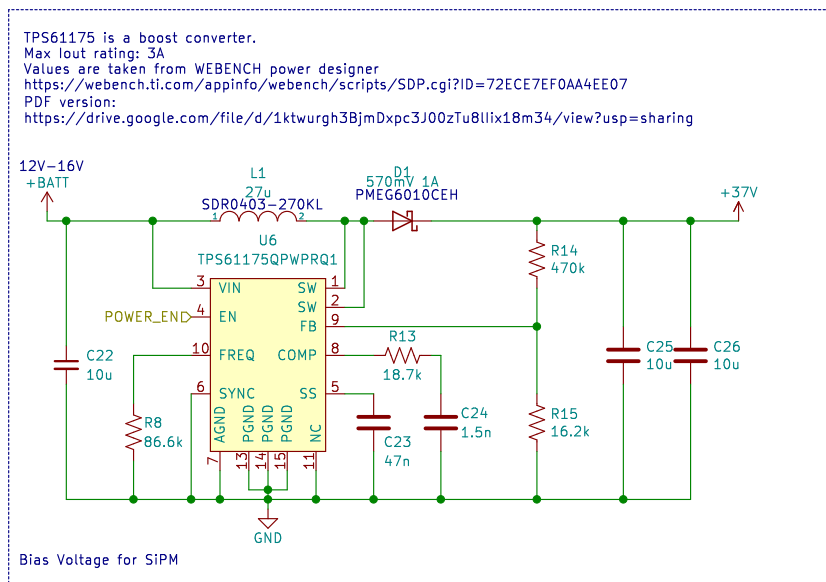 TPS61175 is a boost converter.
Max Iout rating: 3A
Values are taken from WEBENCH power designer
https://webench.ti.com/appinfo/webench/scripts/SDP.cgi?ID=72ECE7EF0AA4EE07
PDF version:
https://drive.google.com/file/d/1ktwurgh3BjmDxpc3J00zTu8lIix18m34/view?usp=sharing
12V-16V
+BATT
L1
27u
SDR0403-270KL
1
2
D1
570mV 1A
PMEG6010CEH
+37V
U6
TPS61175QPWPRQ1
3
VIN
SW
1
SW
2
POWER_EN
4
EN
FB
9
R14
470k
10
FREQ
COMP
8
R13
18.7k
6
SYNC
SS
5
C22
10u
C25
10u
C26
10u
R8
86.6k
AGND
PGND
PGND
PGND
NC
7
13
14
15
11
C23
47n
C24
1.5n
R15
16.2k
GND
Bias Voltage for SiPM